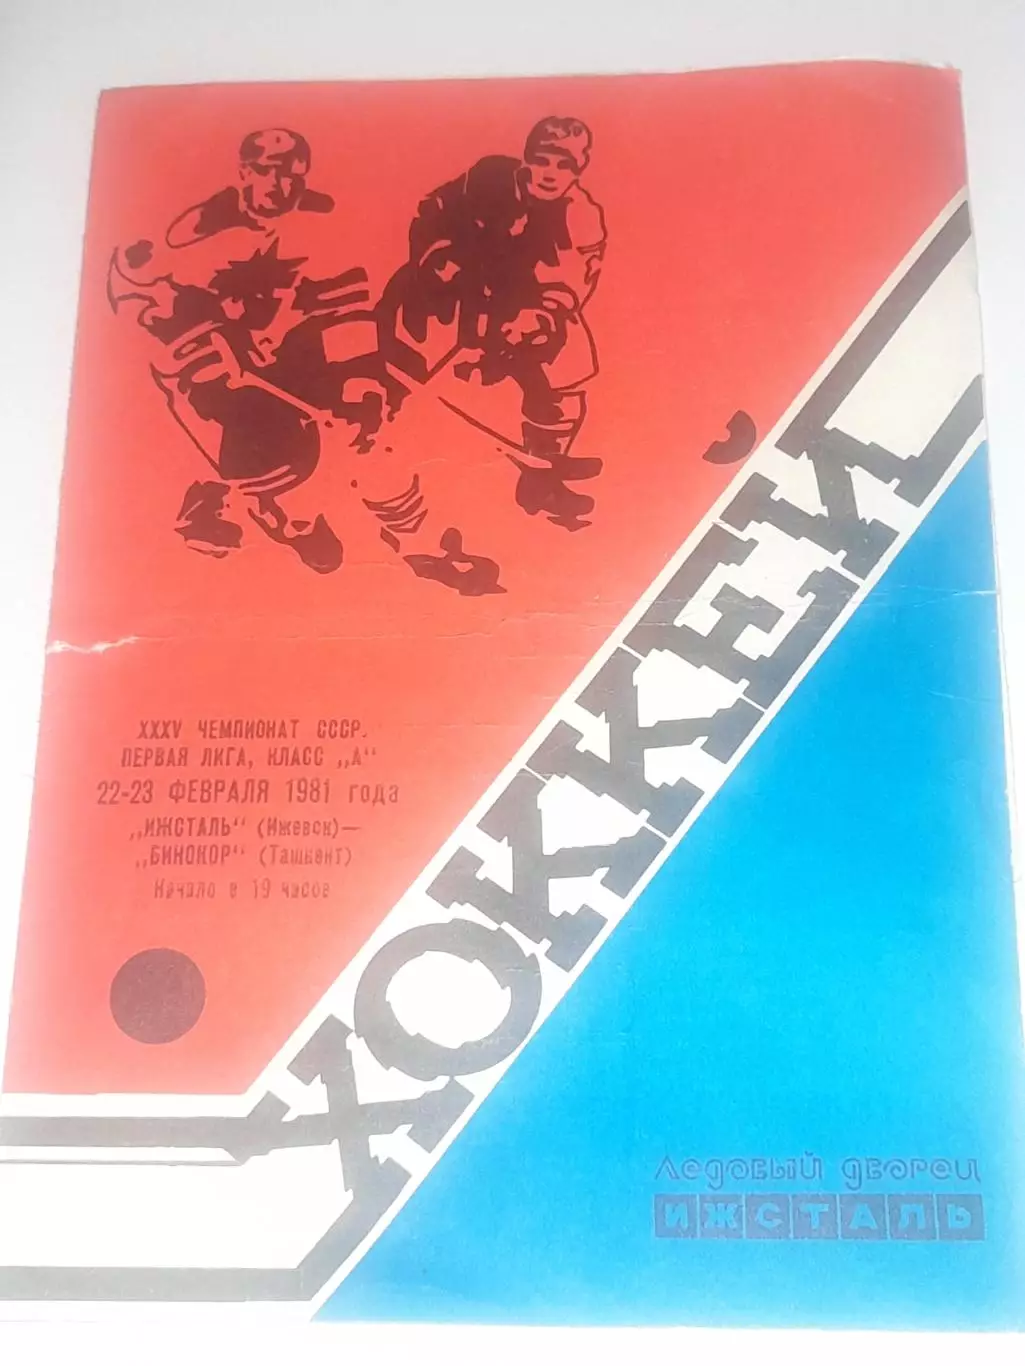 XXXV ЧЕМПИОНАТ СССР.
ПЕРВАЯ ЛКГА, КЛАСС „А“
22-23 ФЕВРАЛЯ 1981 года
„ИЖСТАЛЬ“ (Ижевск)—
„БИНОКОР“ (Ташкент)
Начало в 19 часов
ХОККЕЙ
Ледовый дворец
ИЖСТАЛЬ